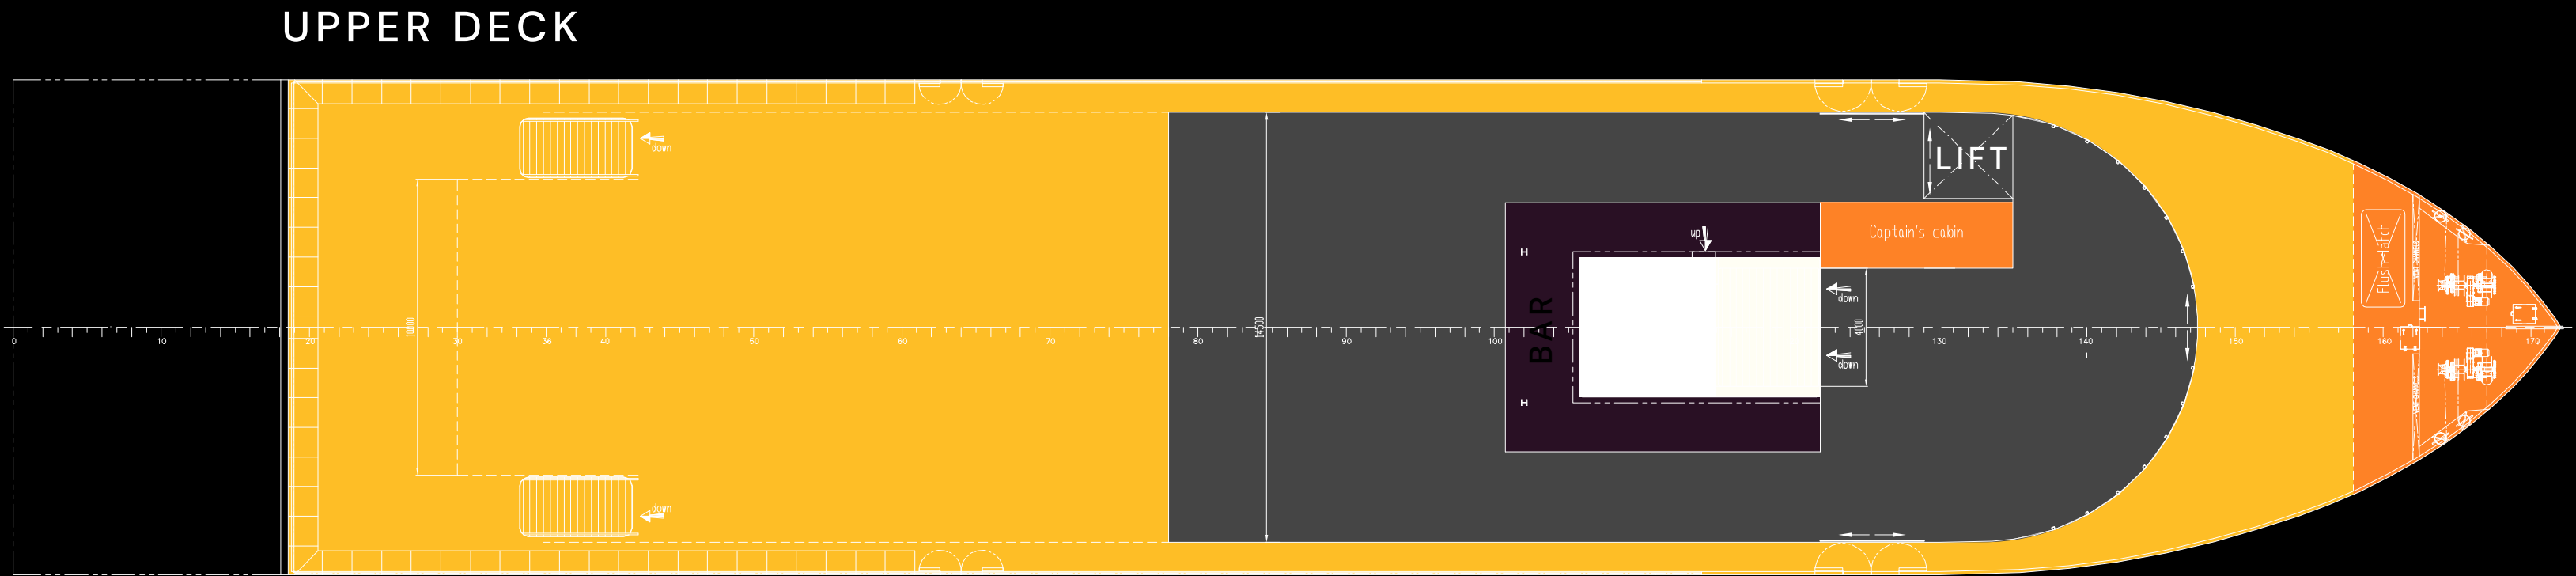 UPPER DECK
down
LIFT
up
Captain's cabin
Flush Hatch
BAR
down
10000
14500
4000
0 10 20 30 36 40 50 60 70 80 90 100 130 140 150 160 170
H
H
down
down